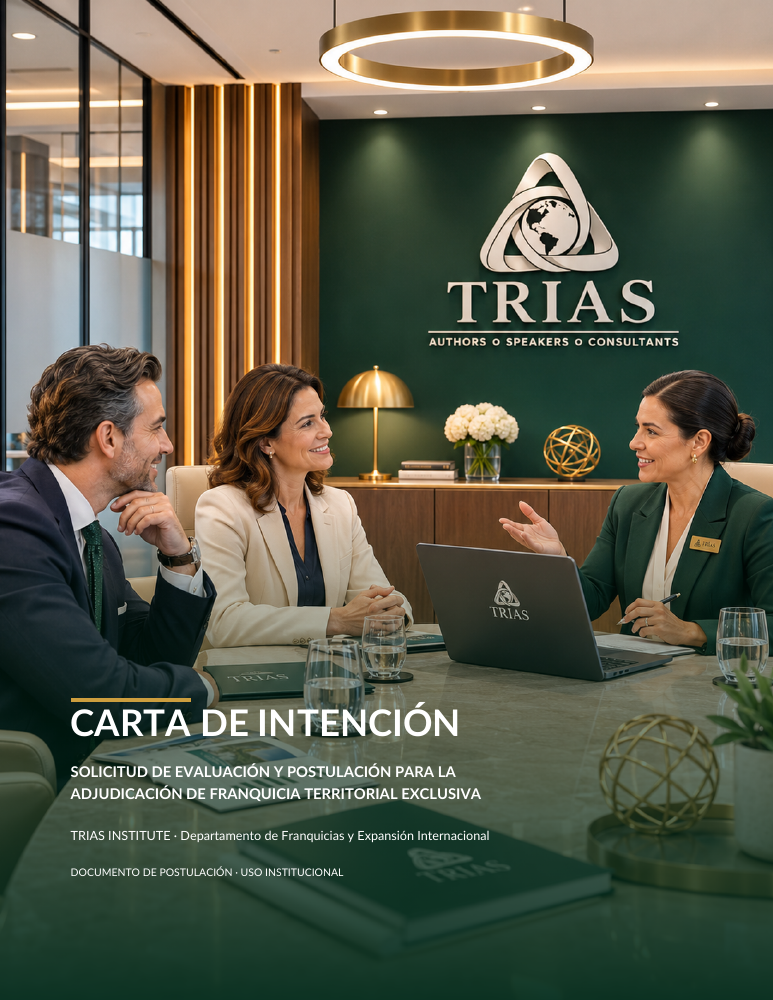 TRIAS
AUTHORS o SPEAKERS o CONSULTANTS
TRIAS
TRIAS
TRIAS
CARTA DE INTENCIÓN
SOLICITUD DE EVALUACIÓN Y POSTULACIÓN PARA LA
ADJUDICACIÓN DE FRANQUICIA TERRITORIAL EXCLUSIVA
TRIAS INSTITUTE · Departamento de Franquicias y Expansión Internacional
DOCUMENTO DE POSTULACIÓN · USO INSTITUCIONAL
TRIAS